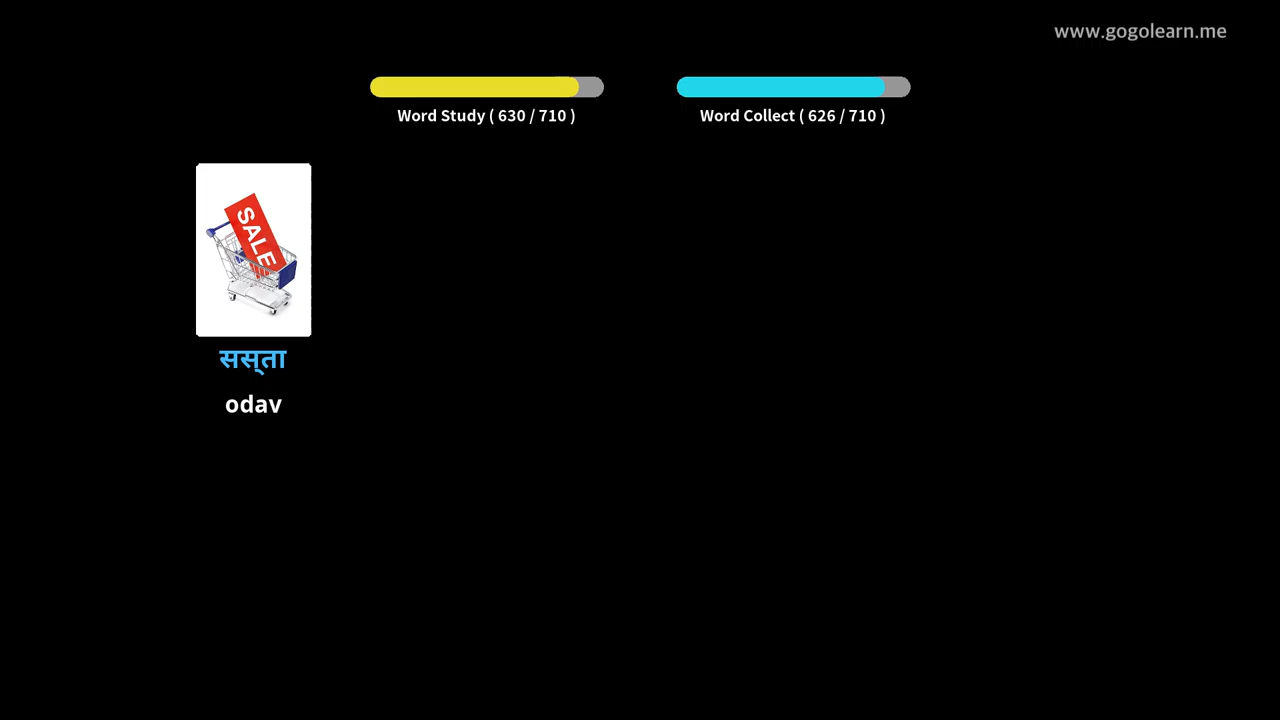 www.gogolearn.me
Word Study ( 630 / 710 )
Word Collect ( 626 / 710 )
SALE
सस्ता
odav